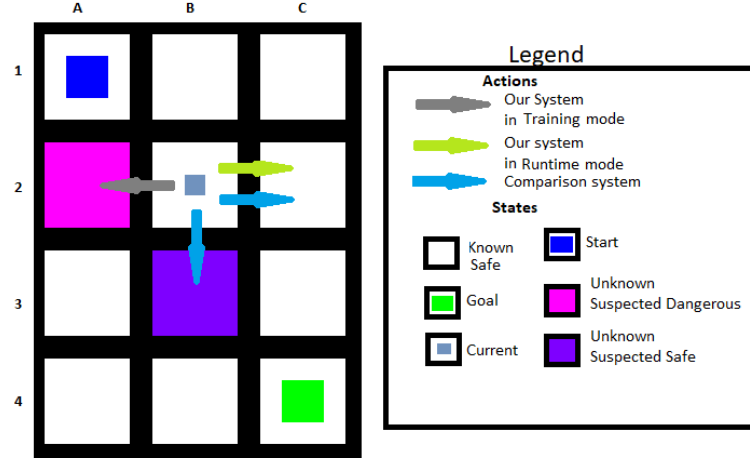 A B C
1
2
3
4
Legend
Actions
Our System
in Training mode
Our system
in Runtime mode
Comparison system
States
Known
Safe
Start
Goal
Unknown
Suspected Dangerous
Current
Unknown
Suspected Safe